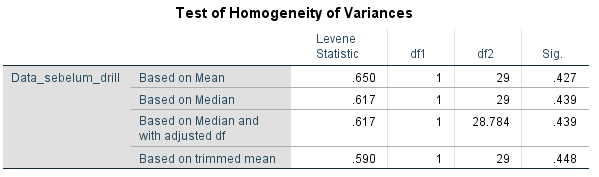 Test of Homogeneity of Variances
Levene
Statistic df1 df2 Sig.
Data_sebelum_drill Based on Mean .650 1 29 .427
Based on Median .617 1 29 .439
Based on Median and
with adjusted df .617 1 28.784 .439
Based on trimmed mean .590 1 29 .448